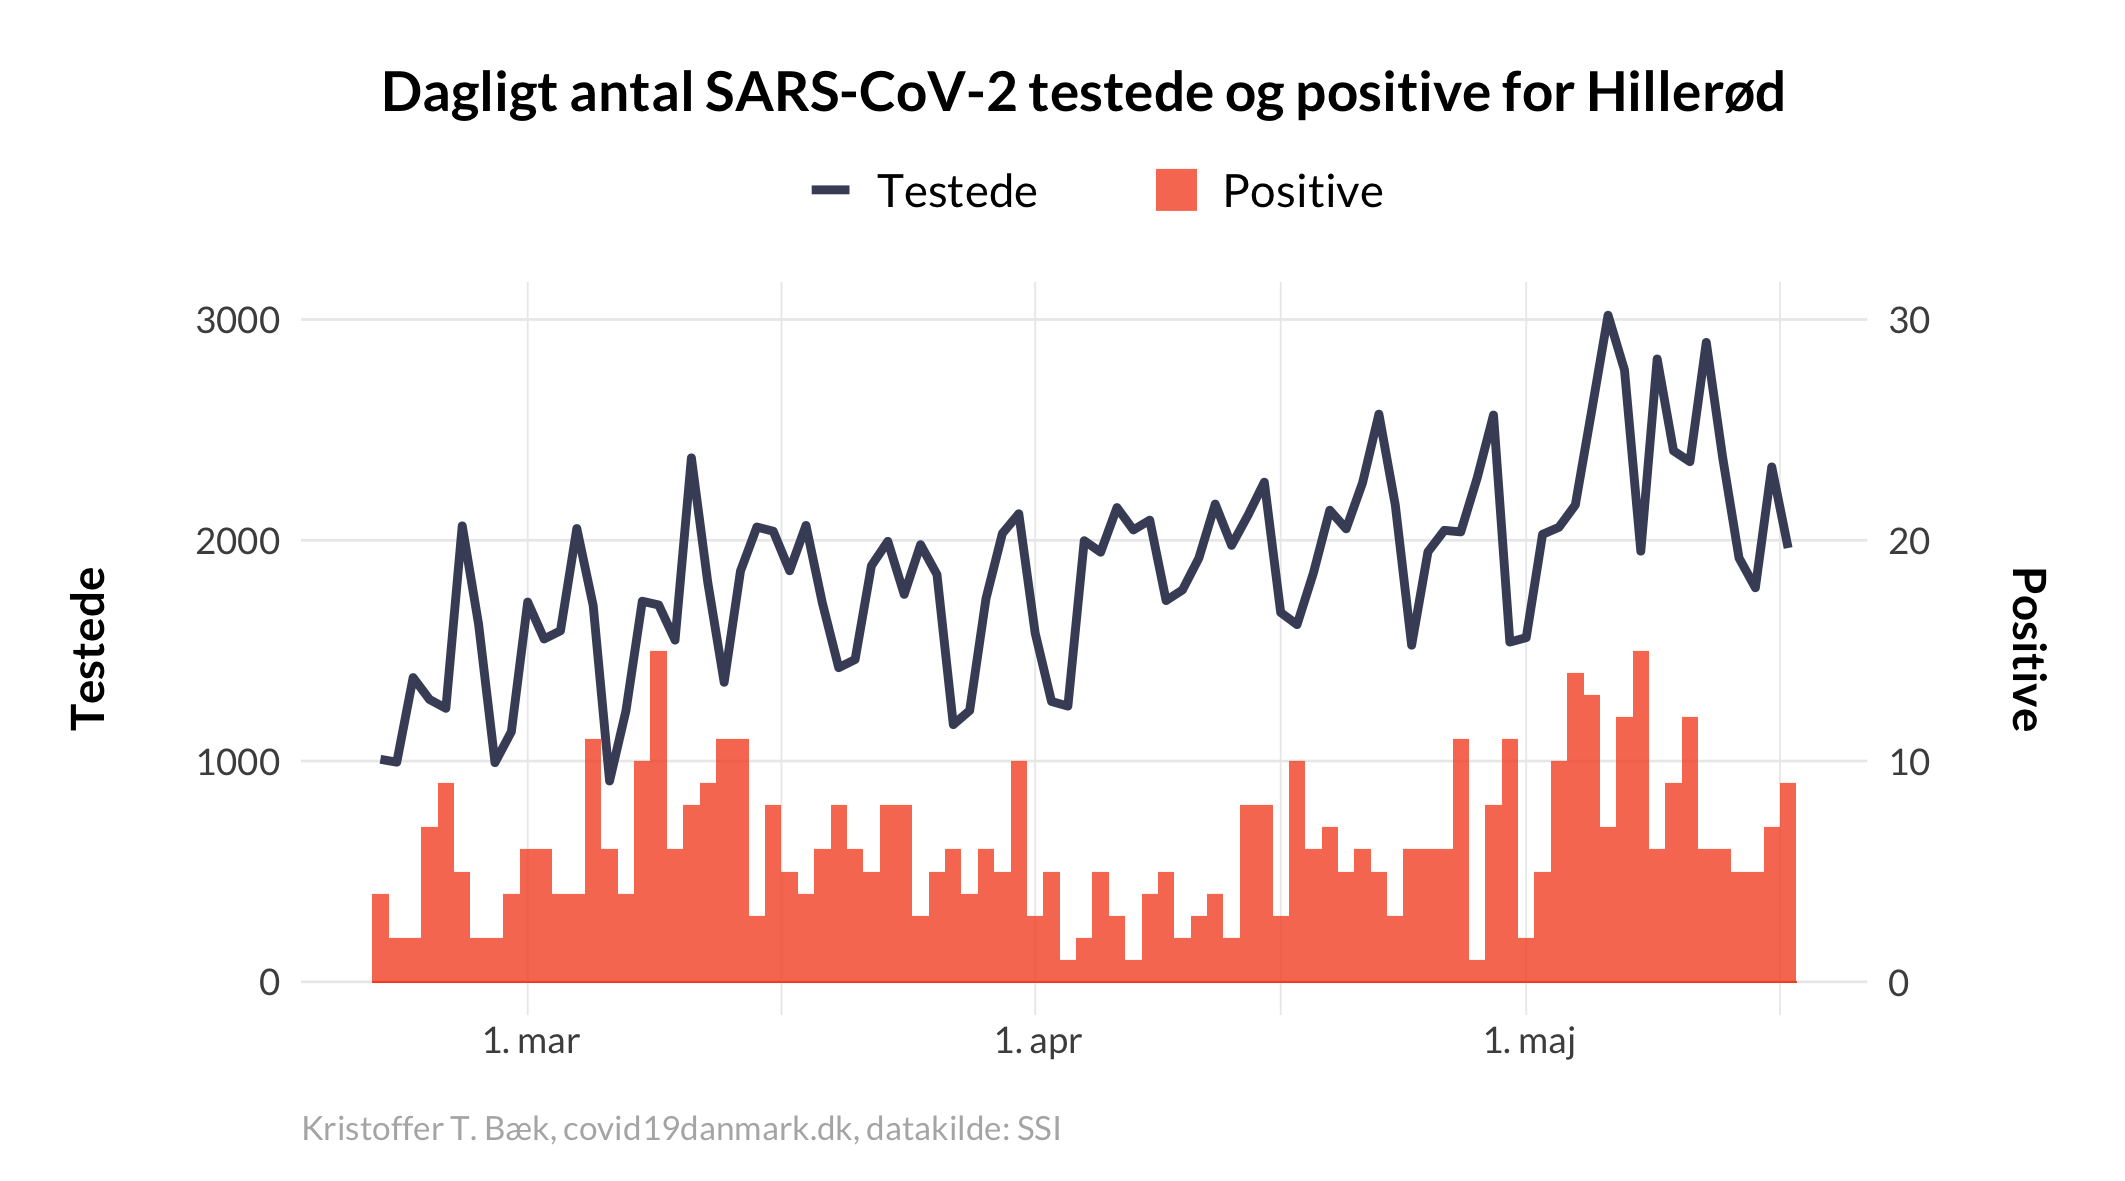 Dagligt antal SARS-CoV-2 testede og positive for Hillerød
Testede
Positive
3000
2000
1000
0
30
20
10
0
Testede
Positive
1. mar
1. apr
1. maj
Kristoffer T. Bæk, covid19danmark.dk, datakilde: SSI